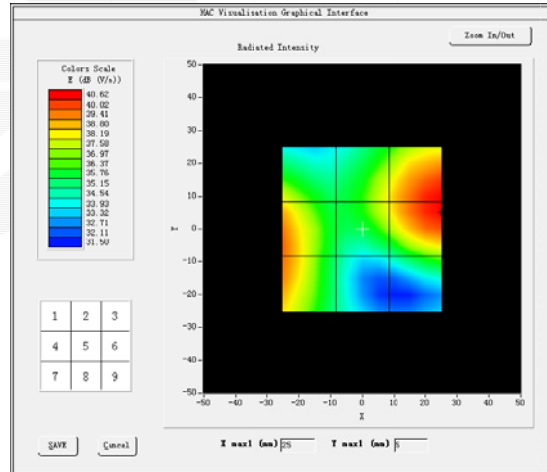 HAC Visualisation Graphical Interface
Zoom In/Out
Radiated Intensity
Colors Scale
E (dB (V/m))
40.62
40.02
39.41
38.80
38.19
37.58
36.97
36.37
35.76
35.15
34.54
33.93
33.32
32.71
32.11
31.50
50
40
30
20
10
0
-10
-20
-30
-40
-50
Y
-50 -40 -30 -20 -10 0 10 20 30 40 50
X
1 2 3
4 5 6
7 8 9
SAVE Cancel
X max1 (mm) 25 Y max1 (mm) 5